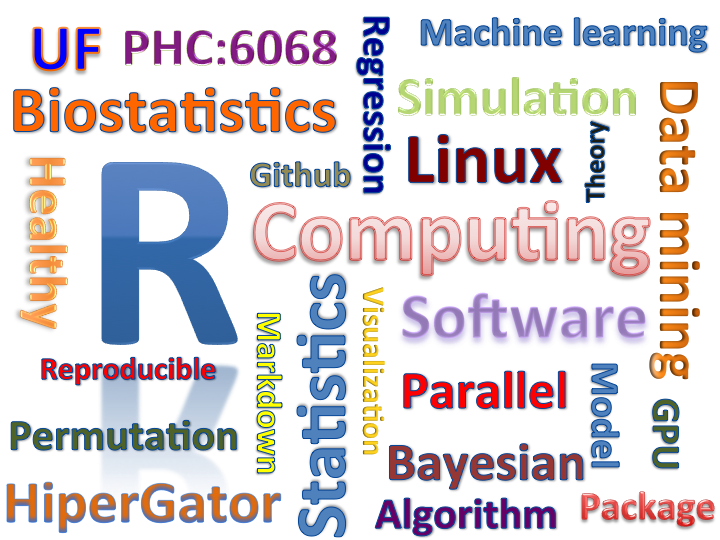 UF
PHC:6068
Regression
Machine learning
Biostatistics
Simulation
Data mining
Healthy
R
Github
Linux
Theory
Computing
Statistics
Visualization
Software
Markdown
Reproducible
Parallel
Model
GPU
Permutation
Bayesian
HiperGator
Algorithm
Package